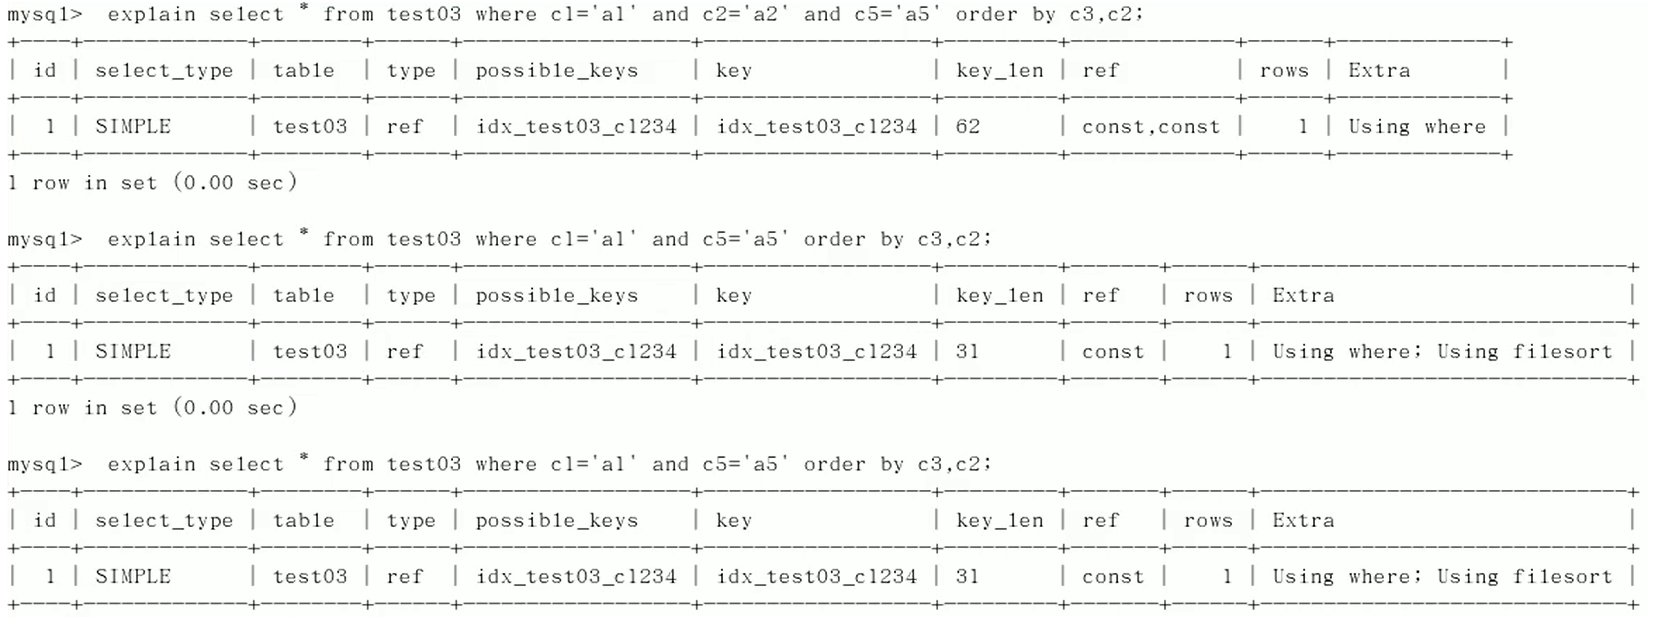 mysql>  explain select * from test03 where c1='a1' and c2='a2' and c5='a5' order by c3,c2;
+----+-------------+--------+------+------------------+------------------+---------+-------------+------+-------------+
| id | select_type | table  | type | possible_keys    | key              | key_len | ref         | rows | Extra       |
+----+-------------+--------+------+------------------+------------------+---------+-------------+------+-------------+
|  1 | SIMPLE      | test03 | ref  | idx_test03_c1234 | idx_test03_c1234 | 62      | const,const |    1 | Using where |
+----+-------------+--------+------+------------------+------------------+---------+-------------+------+-------------+
1 row in set (0.00 sec)
mysql>  explain select * from test03 where c1='a1' and c5='a5' order by c3,c2;
+----+-------------+--------+------+------------------+------------------+---------+-------+------+-----------------------------+
| id | select_type | table  | type | possible_keys    | key              | key_len | ref   | rows | Extra                       |
+----+-------------+--------+------+------------------+------------------+---------+-------+------+-----------------------------+
|  1 | SIMPLE      | test03 | ref  | idx_test03_c1234 | idx_test03_c1234 | 31      | const |    1 | Using where; Using filesort |
+----+-------------+--------+------+------------------+------------------+---------+-------+------+-----------------------------+
1 row in set (0.00 sec)
mysql>  explain select * from test03 where c1='a1' and c5='a5' order by c3,c2;
+----+-------------+--------+------+------------------+------------------+---------+-------+------+-----------------------------+
| id | select_type | table  | type | possible_keys    | key              | key_len | ref   | rows | Extra                       |
+----+-------------+--------+------+------------------+------------------+---------+-------+------+-----------------------------+
|  1 | SIMPLE      | test03 | ref  | idx_test03_c1234 | idx_test03_c1234 | 31      | const |    1 | Using where; Using filesort |
+----+-------------+--------+------+------------------+------------------+---------+-------+------+-----------------------------+